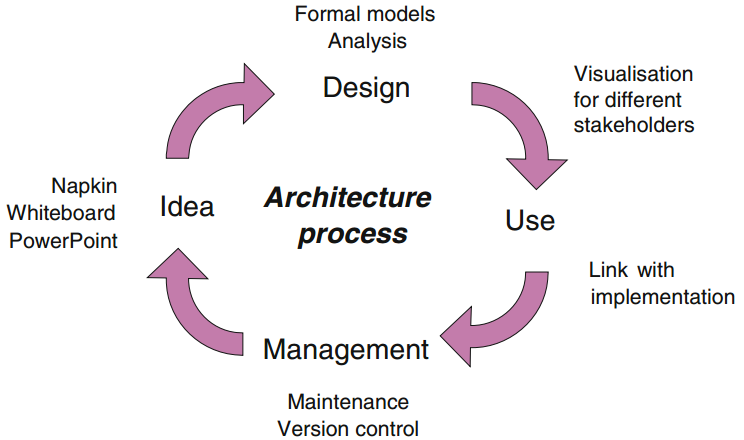 Formal models
Analysis
Design
Visualisation
for different
stakeholders
Napkin
Whiteboard
PowerPoint
Idea
Architecture
process
Use
Link with
implementation
Management
Maintenance
Version control